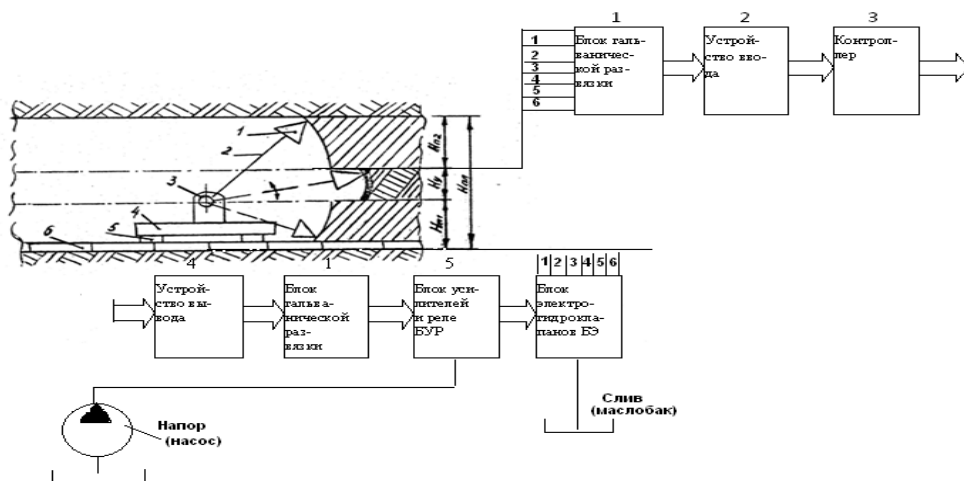 1 2 3
1
2
3
4
5
6
Блок галь-
ваничес-
кой раз-
вязки
Устрой-
ство вво-
да
Контрол-
лер
1
2
3
4
5
6
Нп2
Ну
Нп1
4 1 5
1 2 3 4 5 6
Устрой-
ство вы-
вода
Блок
гальва-
нической
раз-
вязки
Блок уси-
лителей
и реле
БУР
Блок
электро-
гидрокла-
панов БЭ
Напор
(насос)
Слив
(маслобак)